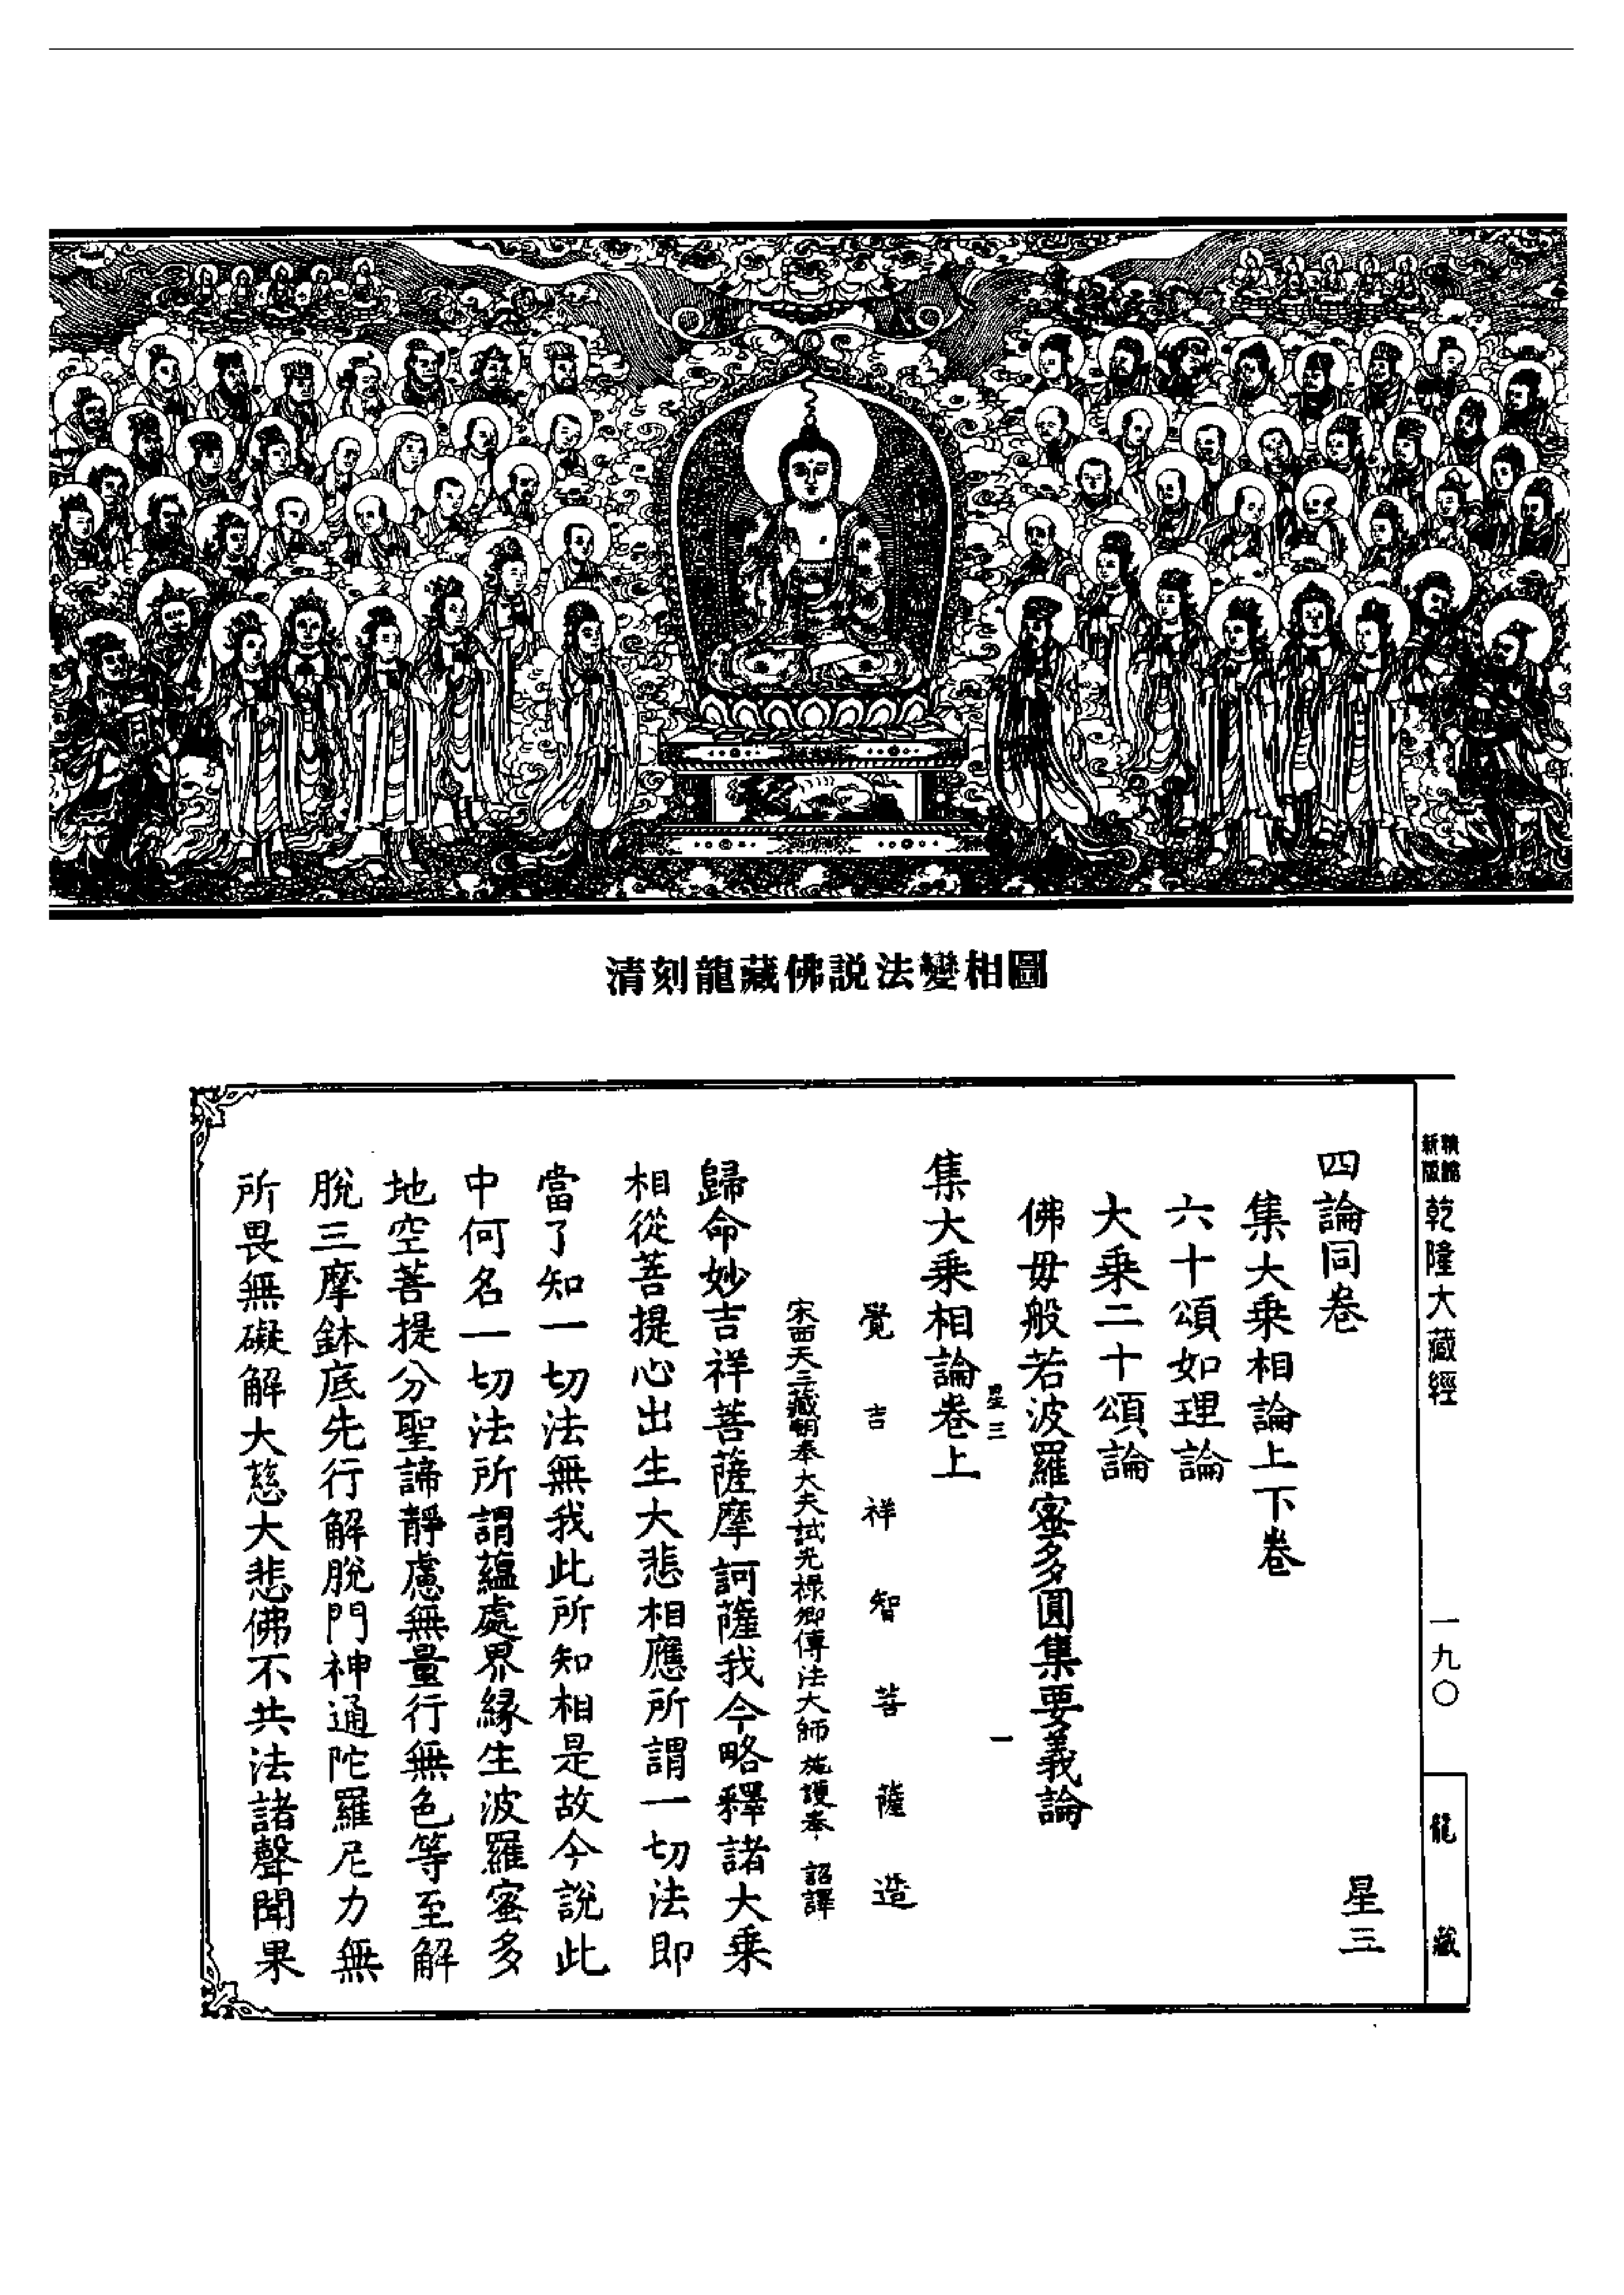 清刻龍藏佛説法變相圖
新版 精縮 乾隆大藏經
一九〇
龍藏
四論同卷 星三
集大乘相論上下卷
六十頌如理論
大乘二十頌論
佛毋般若波羅蜜多圓集要義論
星三 一
集大乘相論卷上
覺吉祥智菩薩造
宋西天三藏朝奉大夫試光祿卿傳法大師施護奉 詔譯
歸命妙吉祥菩薩摩訶薩我今略釋諸大乘
相從菩提心出生大悲相應所謂一切法即
當了知一切法無我此所知相是故今說此
中何名一切法所謂蘊處界緣生波羅蜜多
地空菩提分聖諦靜慮無量行無色等至解
脫三摩鉢底先行解脫門神通陀羅尼力無
所畏無礙解大慈大悲佛不共法諸聲聞果